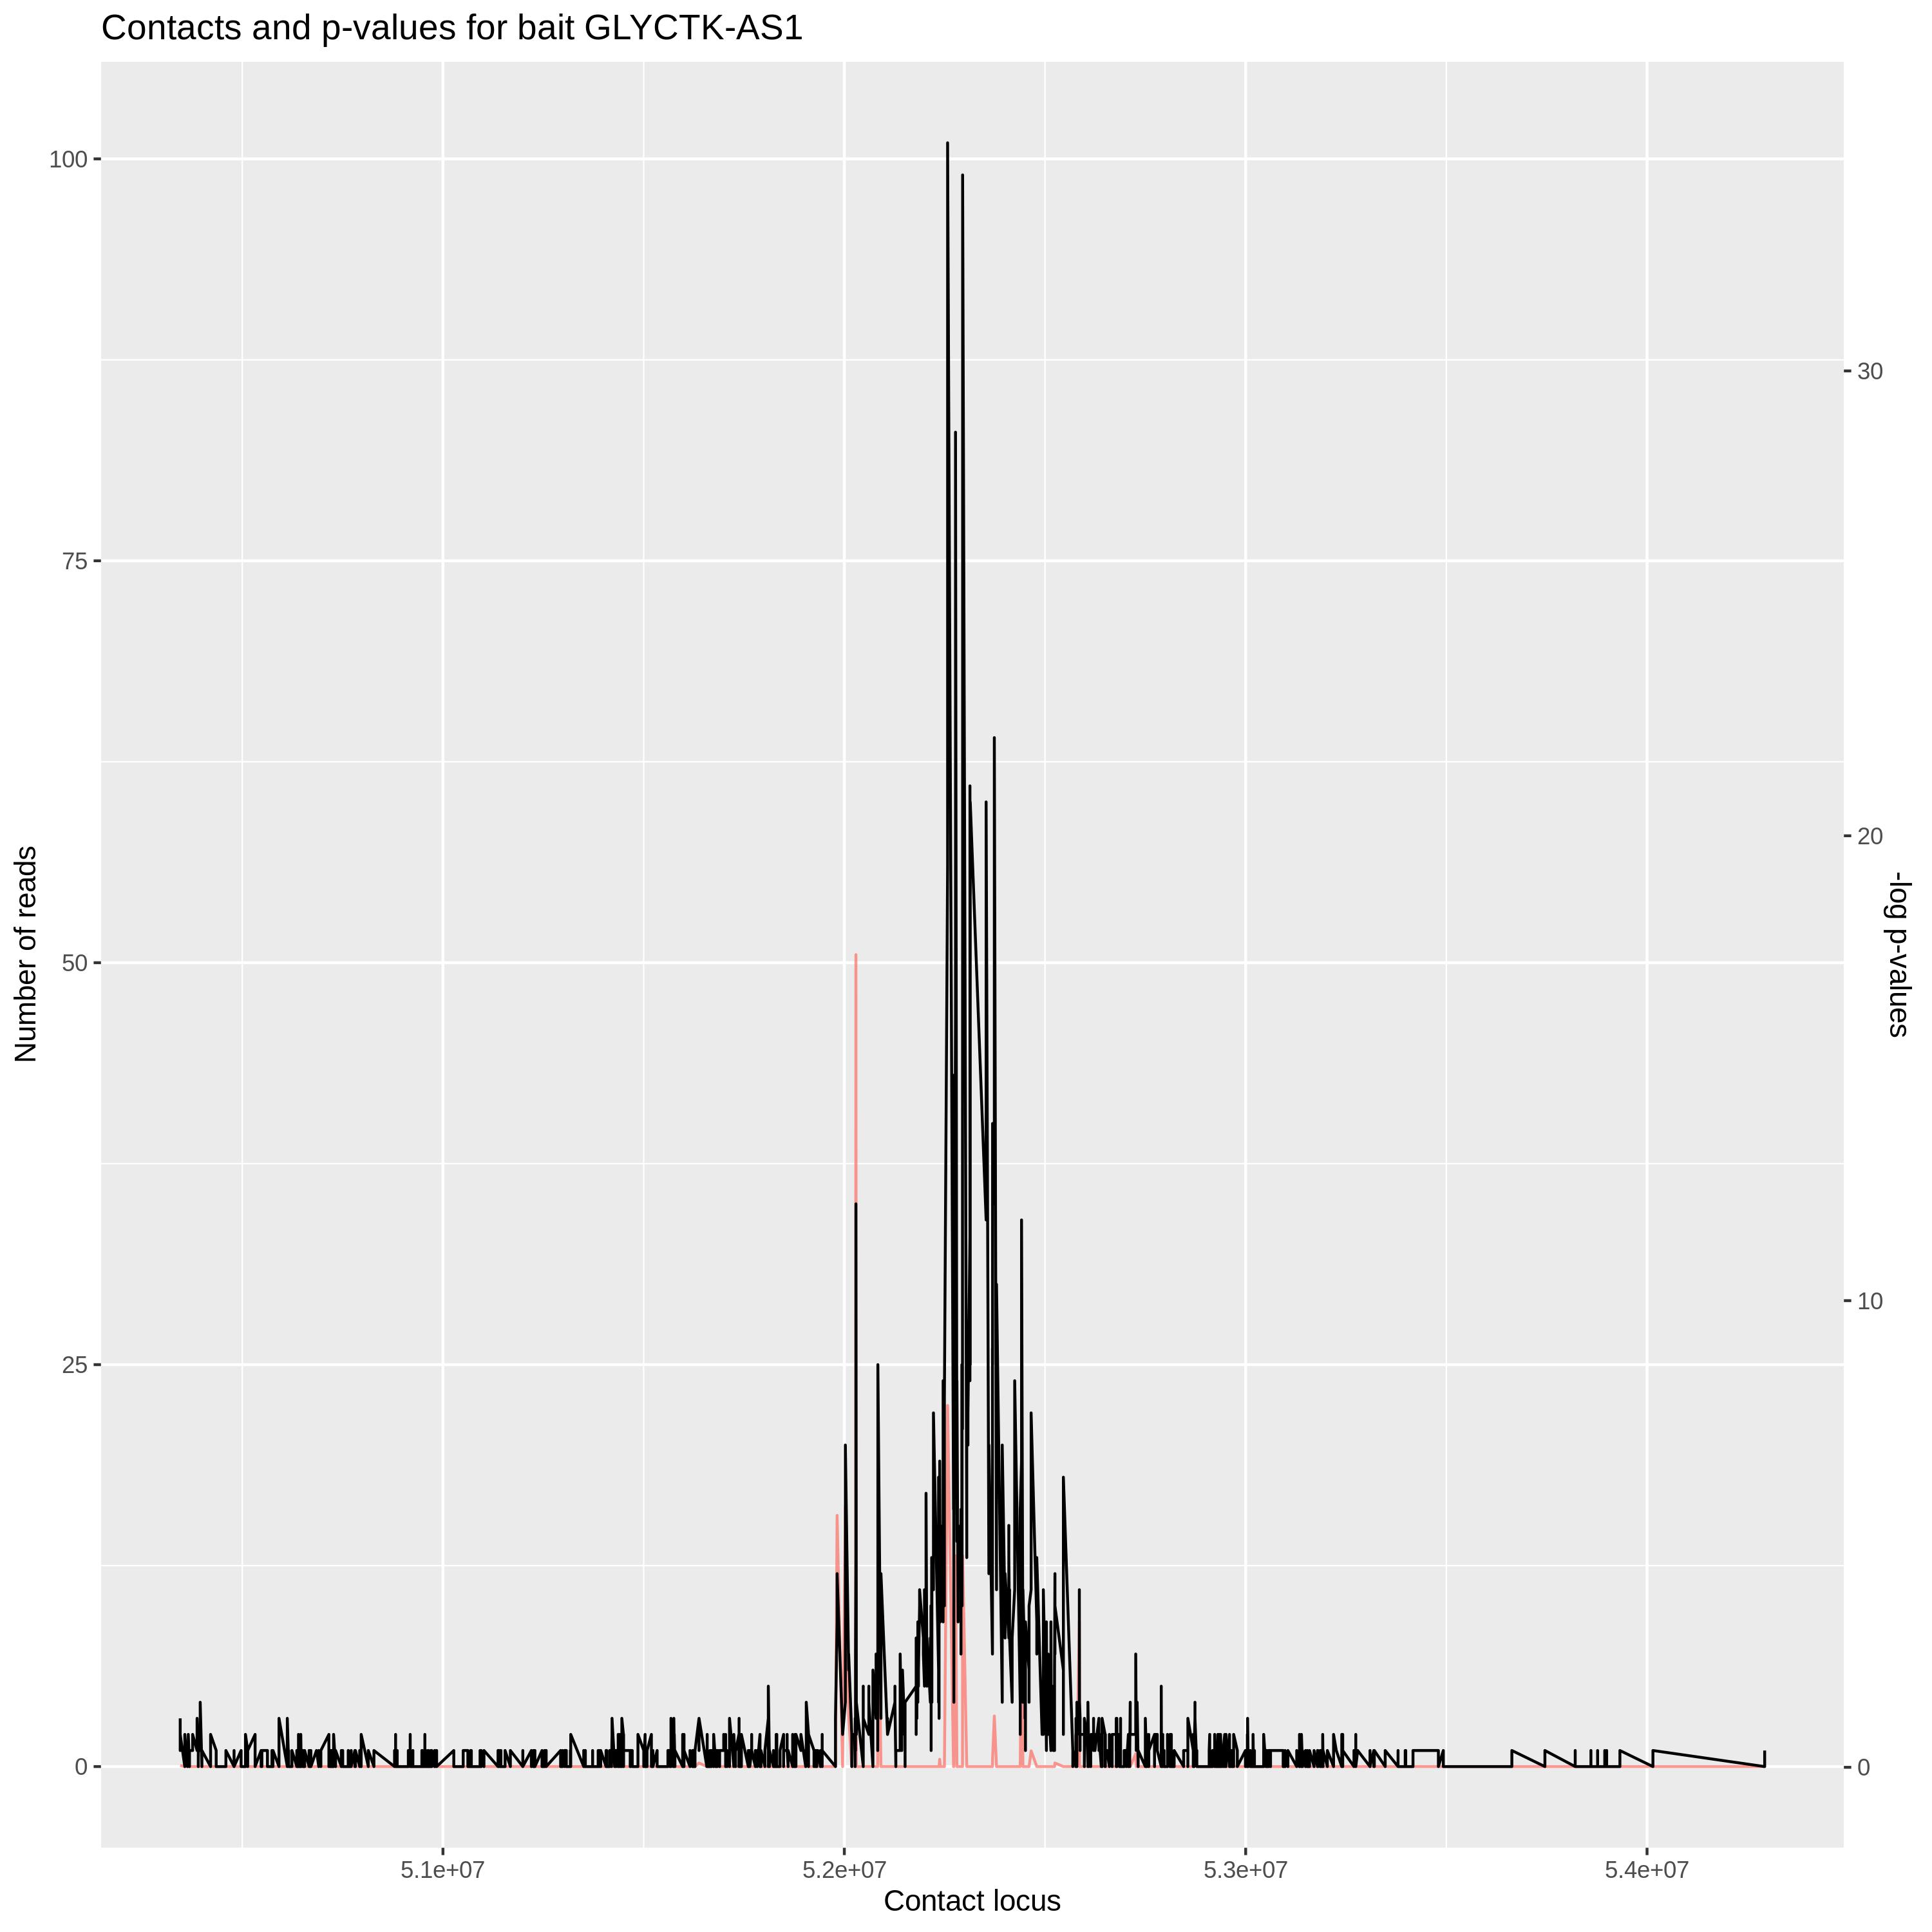 Contacts and p-values for bait GLYCTK-AS1
100
75
50
25
0
Number of reads
30
20
10
0
-log p-values
5.1e+07
5.2e+07
5.3e+07
5.4e+07
Contact locus